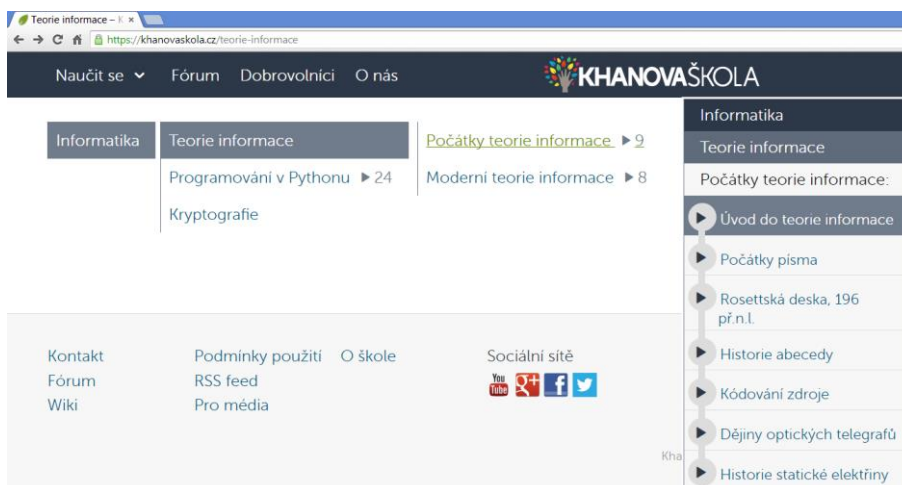 Teorie informace – K ×
https://khanovaskola.cz/teorie-informace
Naučit se Fórum Dobrovolníci O nás
KHANOVAŠKOLA
Informatika
Teorie informace
Programování v Pythonu ▶ 24
Kryptografie
Počátky teorie informace ▶ 9
Moderní teorie informace ▶ 8
Informatika
Teorie informace
Počátky teorie informace:
Úvod do teorie informace
Počátky písma
Rosettská deska, 196
př.n.l.
Historie abecedy
Kódování zdroje
Dějiny optických telegrafů
Historie statické elektřiny
Kontakt
Fórum
Wiki
Podmínky použití
RSS feed
Pro média
O škole
Sociální sítě
You
Tube
Kha